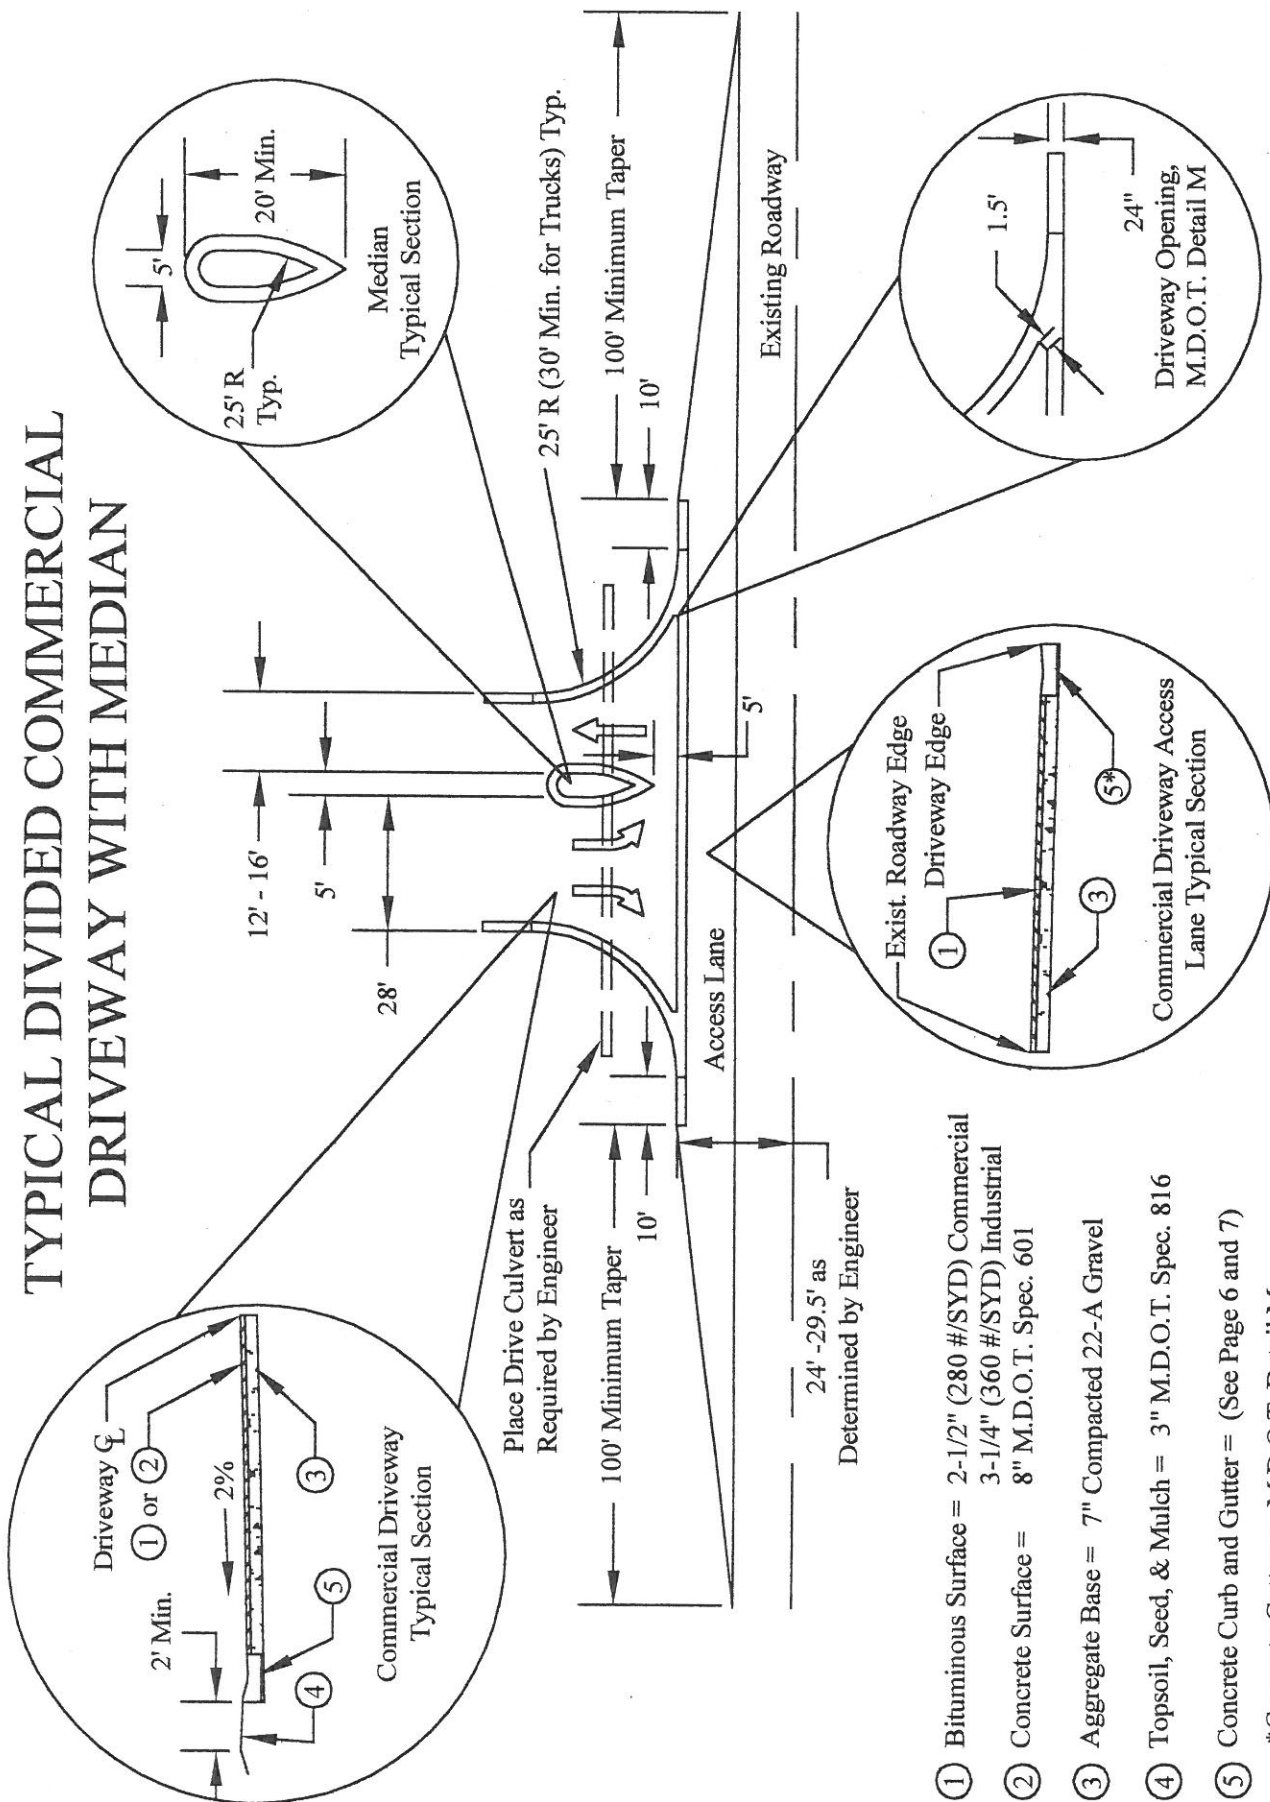 TYPICAL DIVIDED COMMERCIAL
DRIVEWAY WITH MEDIAN
Driveway CL
1 or 2
2%
2' Min.
3
5
4
Commercial Driveway
Typical Section
28'
5'
12' - 16'
5'
20' Min.
25' R
Typ.
Median
Typical Section
Place Drive Culvert as
Required by Engineer
25' R (30' Min. for Trucks) Typ.
100' Minimum Taper
10'
100' Minimum Taper
10'
5'
Access Lane
Existing Roadway
24' -29.5' as
Determined by Engineer
Exist. Roadway Edge
Driveway Edge
1
3
5*
Commercial Driveway Access
Lane Typical Section
1.5'
24"
Driveway Opening,
M.D.O.T. Detail M
1 Bituminous Surface = 2-1/2" (280 #/SYD) Commercial
3-1/4" (360 #/SYD) Industrial
2 Concrete Surface = 8" M.D.O.T. Spec. 601
3 Aggregate Base = 7" Compacted 22-A Gravel
4 Topsoil, Seed, & Mulch = 3" M.D.O.T. Spec. 816
5 Concrete Curb and Gutter = (See Page 6 and 7)